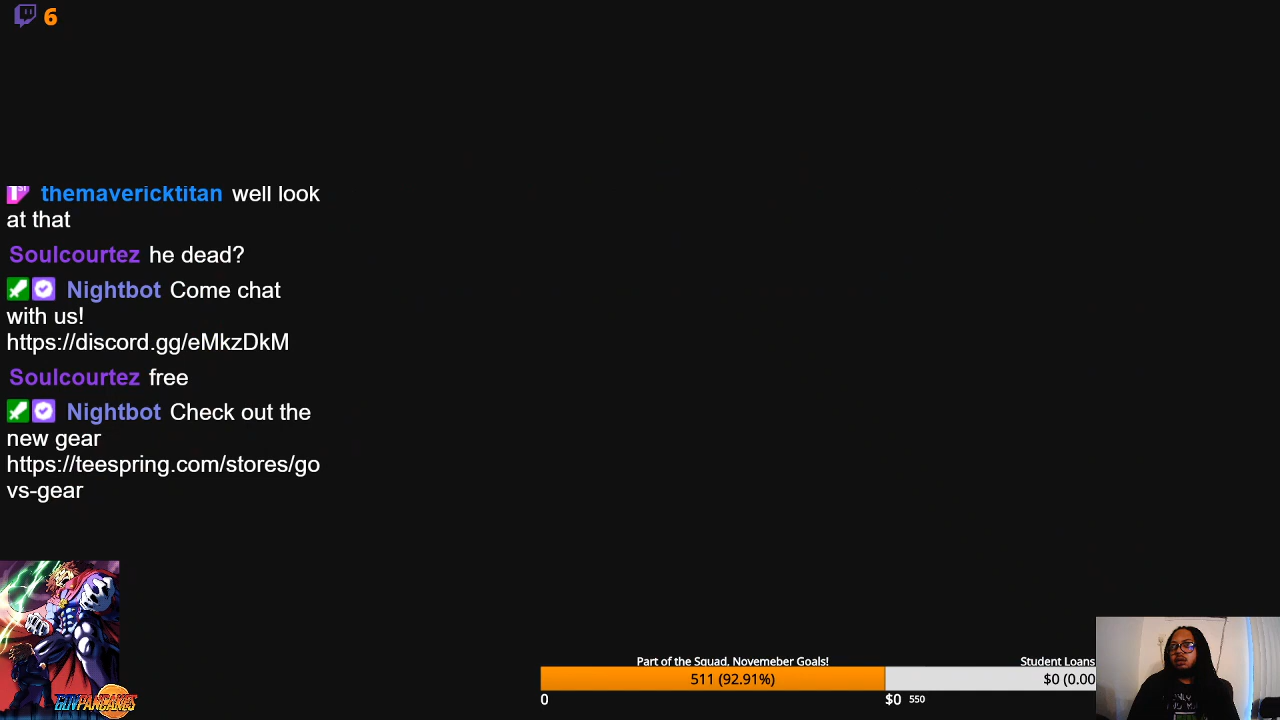 6
themavericktitan well look
at that
Soulcourtez he dead?
Nightbot Come chat
with us!
https://discord.gg/eMkzDkM
Soulcourtez free
Nightbot Check out the
new gear
https://teespring.com/stores/go
vs-gear
Part of the Squad, Novemeber Goals!
511 (92.91%)
0
550
Student Loans
$0 (0.00
$0